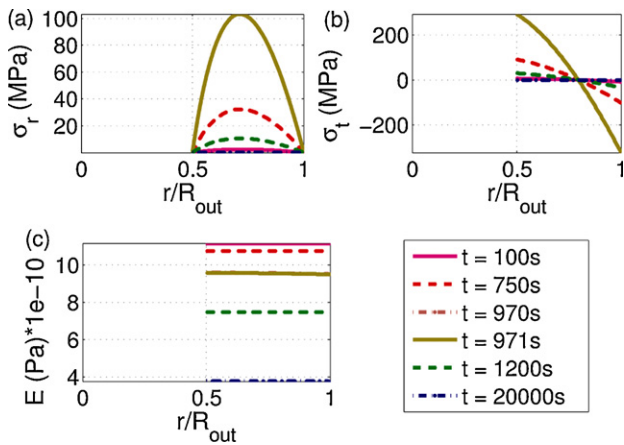 (a)
σr (MPa)
100
80
60
40
20
0
0.5
1
r/Rout
(b)
σt (MPa)
200
0
−200
0
0.5
1
r/Rout
(c)
E (Pa)*1e−10
10
8
6
4
0
0.5
1
r/Rout
t = 100s
t = 750s
t = 970s
t = 971s
t = 1200s
t = 20000s